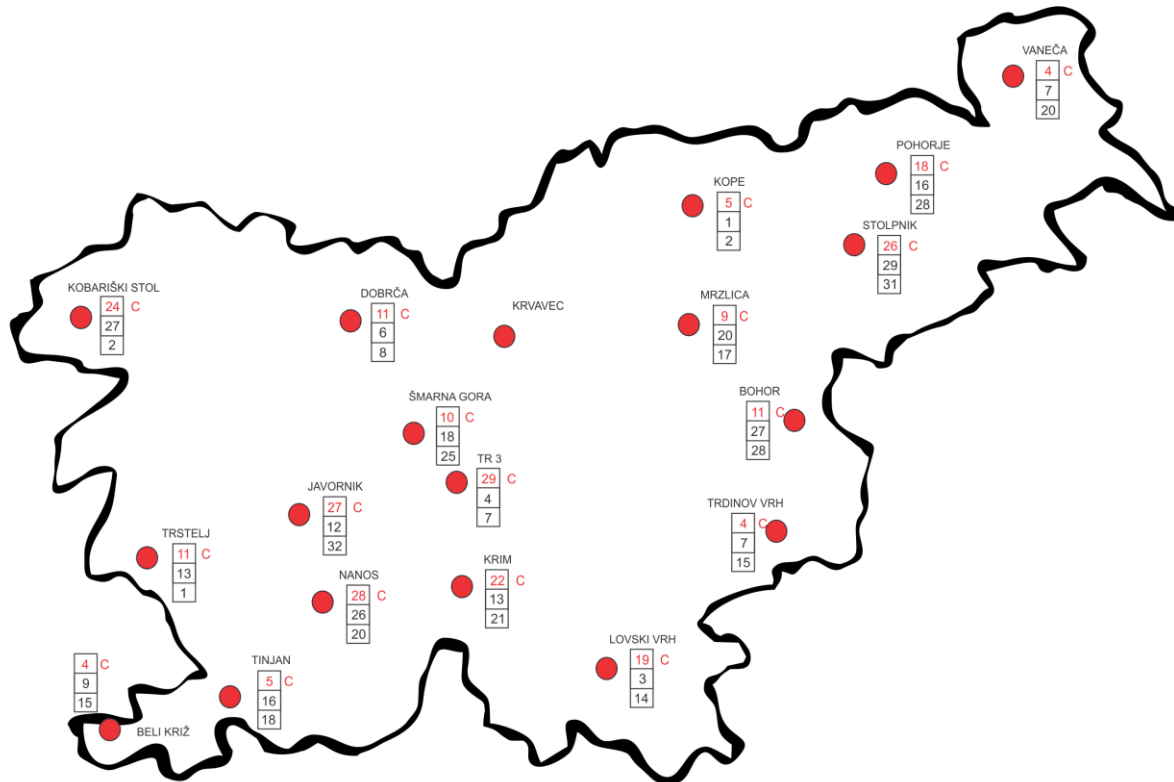 VANEČA
4 C
7
20
POHORJE
18 C
16
28
KOPE
5 C
1
2
STOLPNIK
26 C
29
31
KOBARIŠKI STOL
24 C
27
2
DOBRČA
11 C
6
8
KRVAVEC
MRZLICA
9 C
20
17
ŠMARNA GORA
10 C
18
25
BOHOR
11 C
27
28
TR 3
29 C
4
7
JAVORNIK
27 C
12
32
TRDINOV VRH
4 C
7
15
TRSTELJ
11 C
13
1
KRIM
22 C
13
21
NANOS
28 C
26
20
LOVSKI VRH
19 C
3
14
TINJAN
5 C
16
18
4 C
9
15
BELI KRIŽ